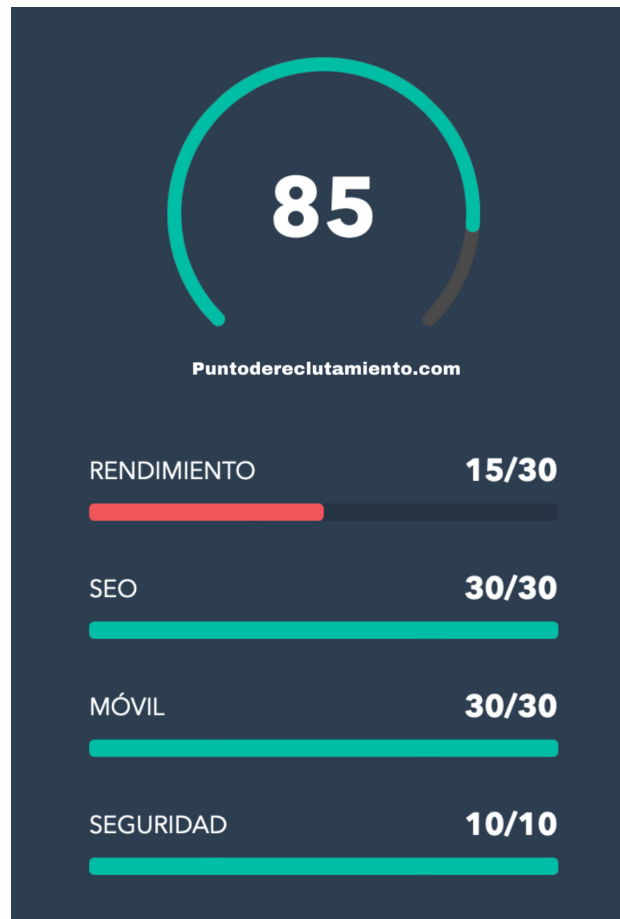 85
Puntodereclutamiento.com
RENDIMIENTO 15/30
SEO 30/30
MÓVIL 30/30
SEGURIDAD 10/10